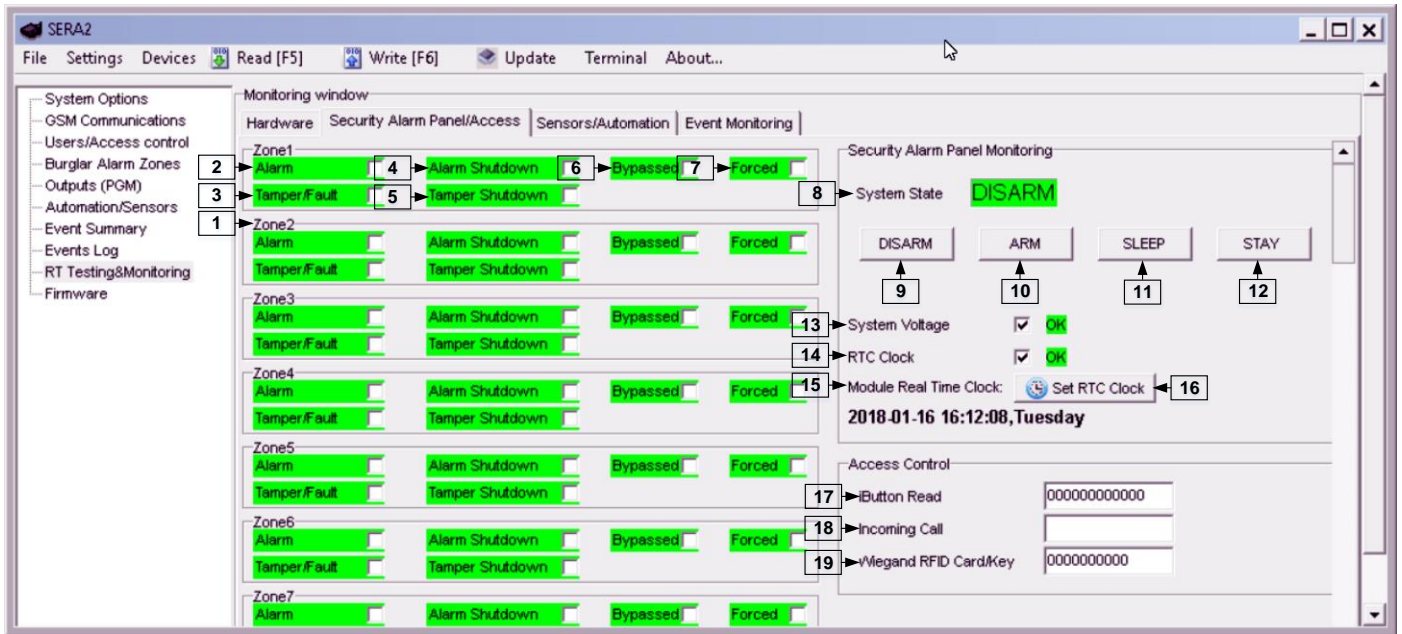 SERA2
File Settings Devices Read [F5] Write [F6] Update Terminal About...
System Options
GSM Communications
Users/Access control
Burglar Alarm Zones
Outputs (PGM)
Automation/Sensors
Event Summary
Events Log
RT Testing&Monitoring
Firmware
Monitoring window
Hardware Security Alarm Panel/Access Sensors/Automation Event Monitoring
Zone1
2 Alarm 4 Alarm Shutdown 6 Bypassed 7 Forced
3 Tamper/Fault 5 Tamper Shutdown
1 Zone2
Alarm Alarm Shutdown Bypassed Forced
Tamper/Fault Tamper Shutdown
Zone3
Alarm Alarm Shutdown Bypassed Forced
Tamper/Fault Tamper Shutdown
Zone4
Alarm Alarm Shutdown Bypassed Forced
Tamper/Fault Tamper Shutdown
Zone5
Alarm Alarm Shutdown Bypassed Forced
Tamper/Fault Tamper Shutdown
Zone6
Alarm Alarm Shutdown Bypassed Forced
Tamper/Fault Tamper Shutdown
Zone7
Alarm Alarm Shutdown Bypassed Forced
Security Alarm Panel Monitoring
8 System State DISARM
DISARM ARM SLEEP STAY
9 10 11 12
13 System Voltage OK
14 RTC Clock OK
15 Module Real Time Clock: Set RTC Clock 16
2018-01-16 16:12:08,Tuesday
Access Control
17 iButton Read 000000000000
18 Incoming Call
19 Wiegand RFID Card/Key 0000000000